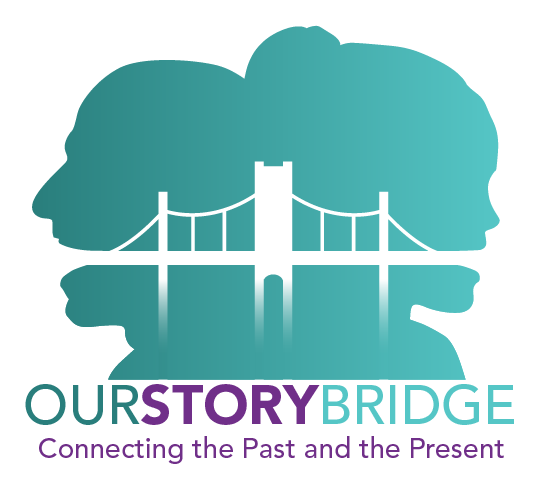 OURSTORYBRIDGE
Connecting the Past and the Present